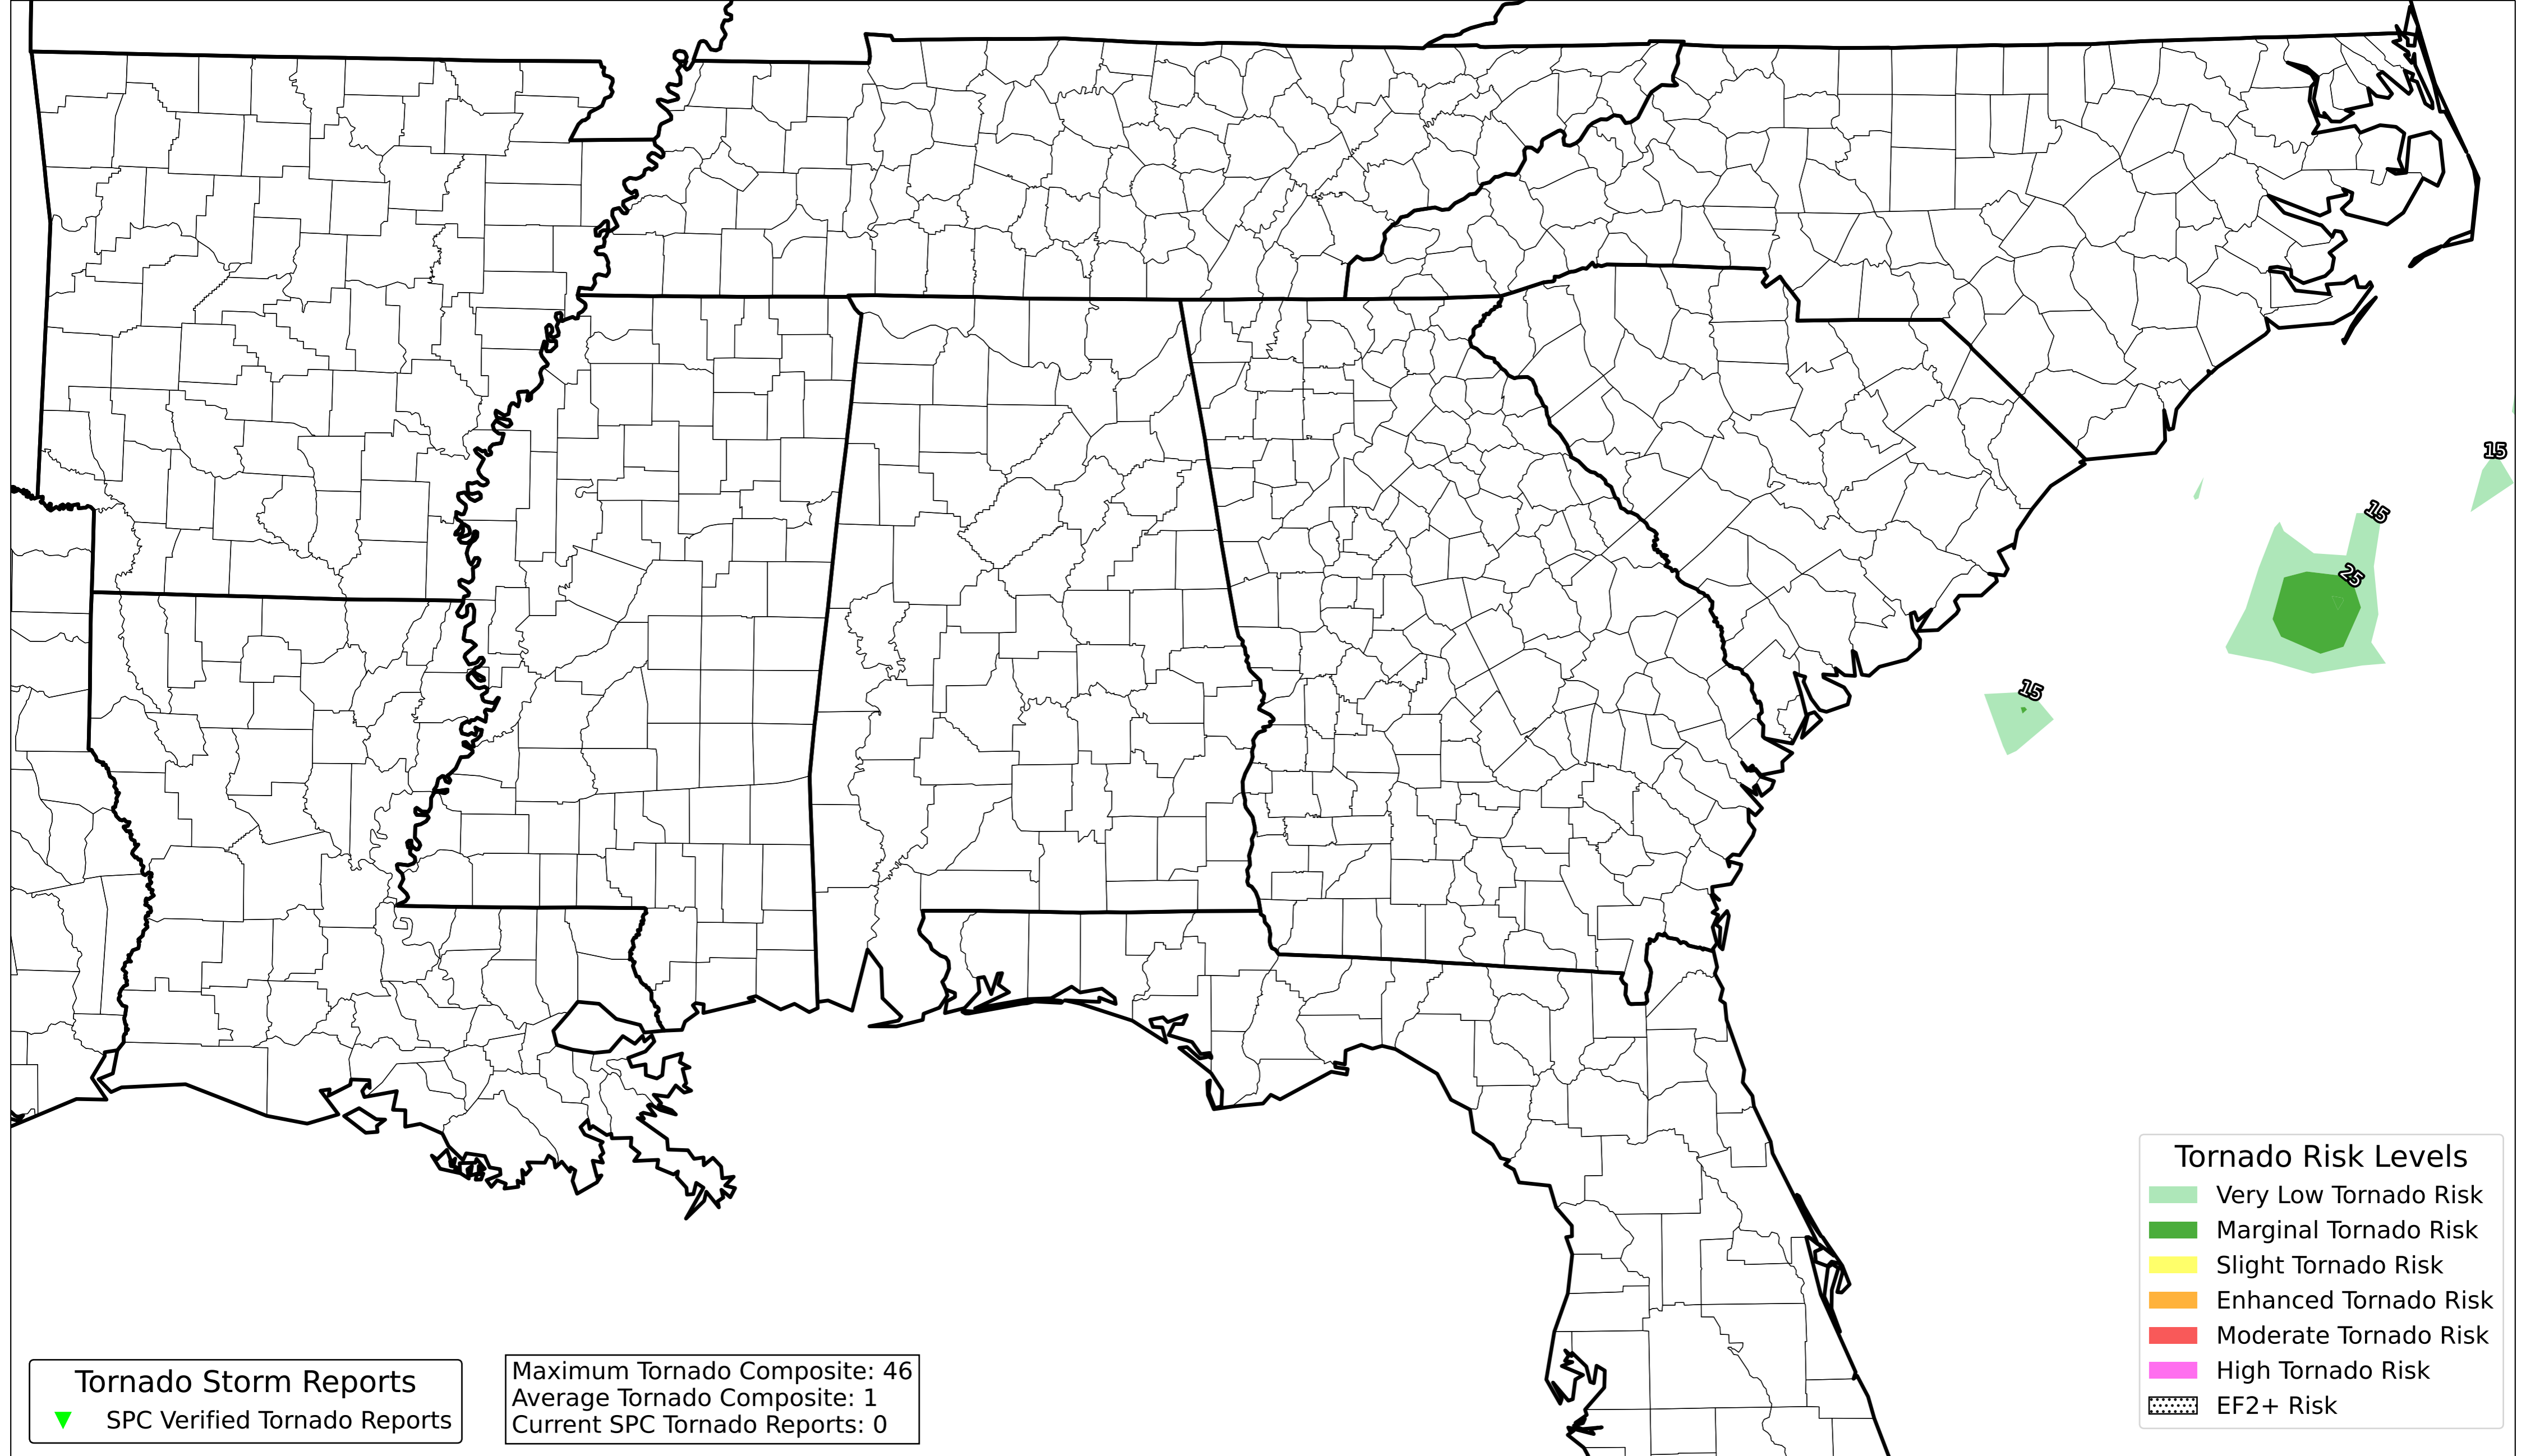 15
15
25
15
Tornado Risk Levels
Very Low Tornado Risk
Marginal Tornado Risk
Slight Tornado Risk
Enhanced Tornado Risk
Moderate Tornado Risk
High Tornado Risk
EF2+ Risk
Tornado Storm Reports
SPC Verified Tornado Reports
Maximum Tornado Composite: 46
Average Tornado Composite: 1
Current SPC Tornado Reports: 0